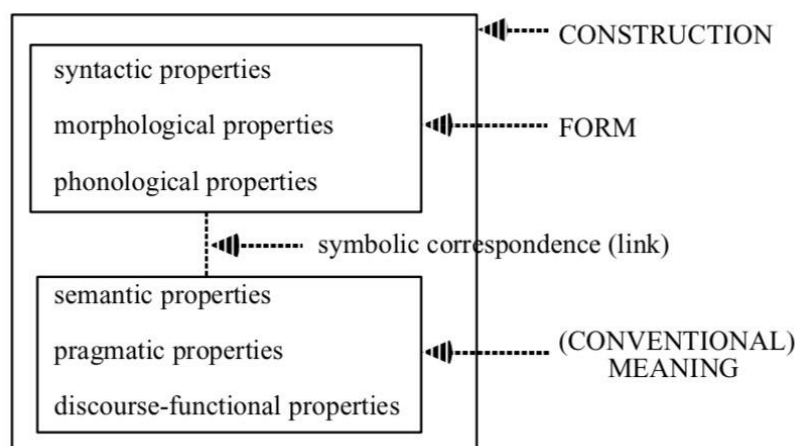 CONSTRUCTION
syntactic properties
morphological properties
FORM
phonological properties
symbolic correspondence (link)
semantic properties
pragmatic properties
(CONVENTIONAL)
MEANING
discourse-functional properties